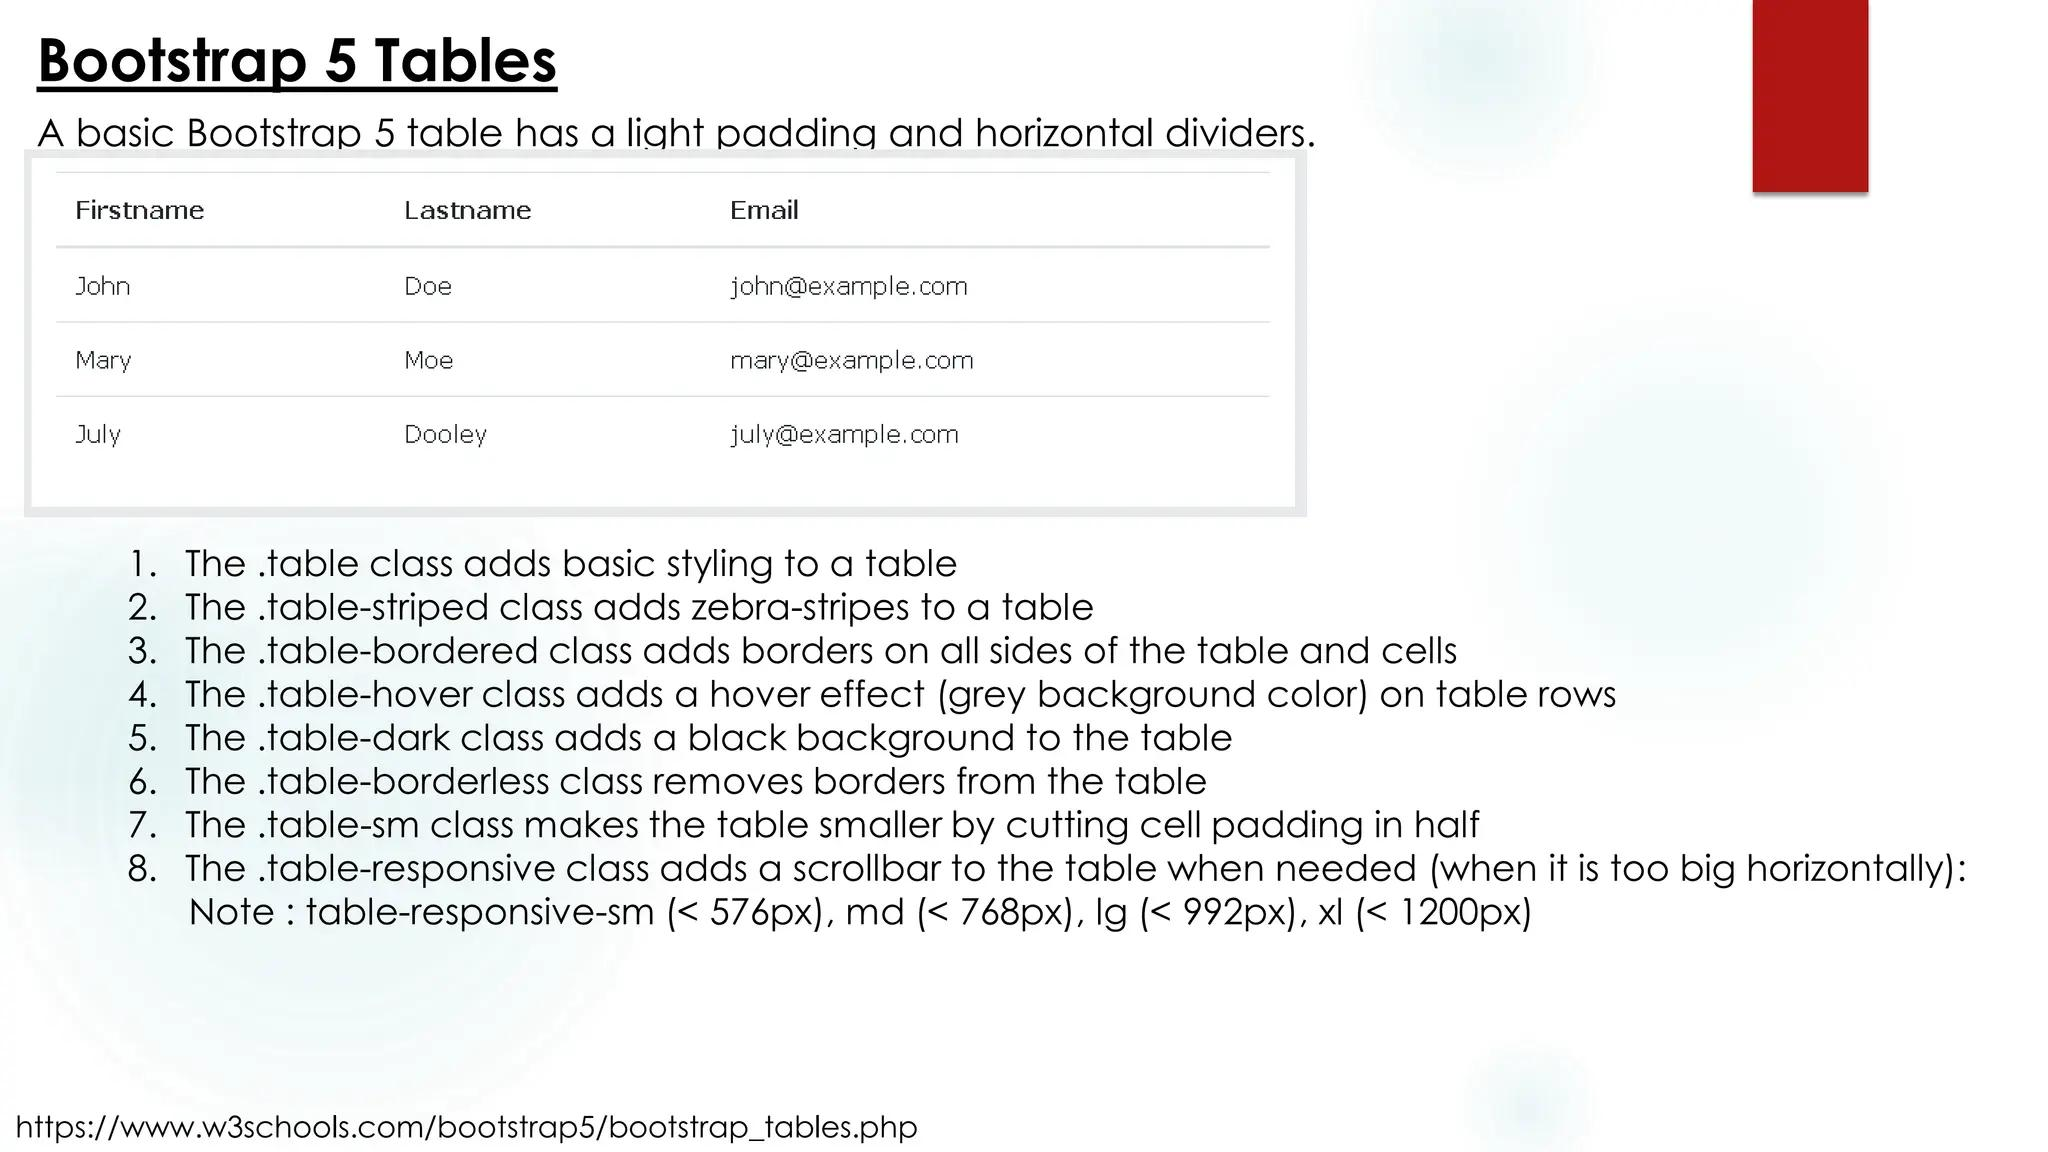 Bootstrap 5 Tables
A basic Bootstrap 5 table has a light padding and horizontal dividers.
Firstname Lastname Email
John Doe john@example.com
Mary Moe mary@example.com
July Dooley july@example.com
1. The .table class adds basic styling to a table
2. The .table-striped class adds zebra-stripes to a table
3. The .table-bordered class adds borders on all sides of the table and cells
4. The .table-hover class adds a hover effect (grey background color) on table rows
5. The .table-dark class adds a black background to the table
6. The .table-borderless class removes borders from the table
7. The .table-sm class makes the table smaller by cutting cell padding in half
8. The .table-responsive class adds a scrollbar to the table when needed (when it is too big horizontally):
Note : table-responsive-sm (< 576px), md (< 768px), lg (< 992px), xl (< 1200px)
https://www.w3schools.com/bootstrap5/bootstrap_tables.php